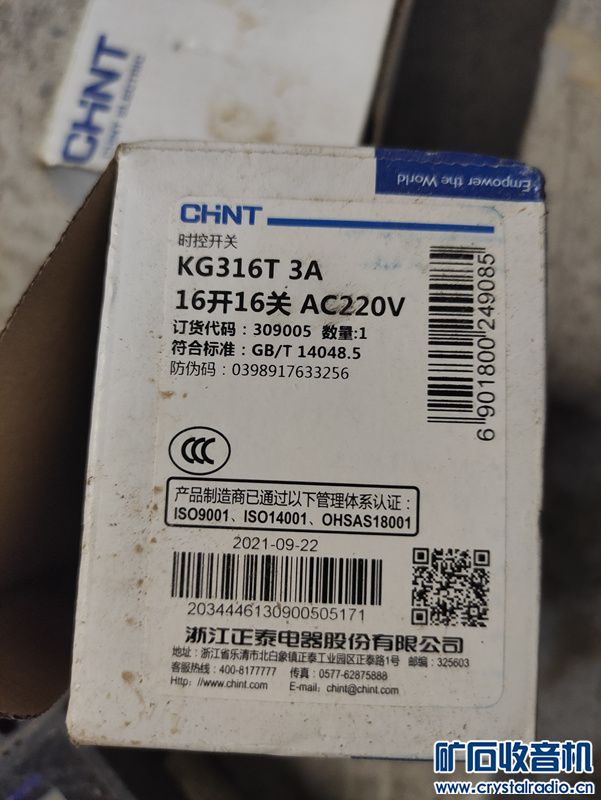 CHNT
CHINT ELECTRIC
Empower the World
CHNT
时控开关
KG316T 3A
16开16关 AC220V
订货代码：309005 数量:1
符合标准：GB/T 14048.5
防伪码：0398917633256
6 901800 249085
CCC
产品制造商已通过以下管理体系认证：
ISO9001、ISO14001、OHSAS18001
2021-09-22
2034446130900505171
浙江正泰电器股份有限公司
地址：浙江省乐清市北白象镇正泰工业园区正泰路1号 邮编：325603
客服热线：400-8177777 传真：0577-62875888
Http：//www.chint.com E-mail：chint@chint.com
矿石收音机
www.crystalradio.cn